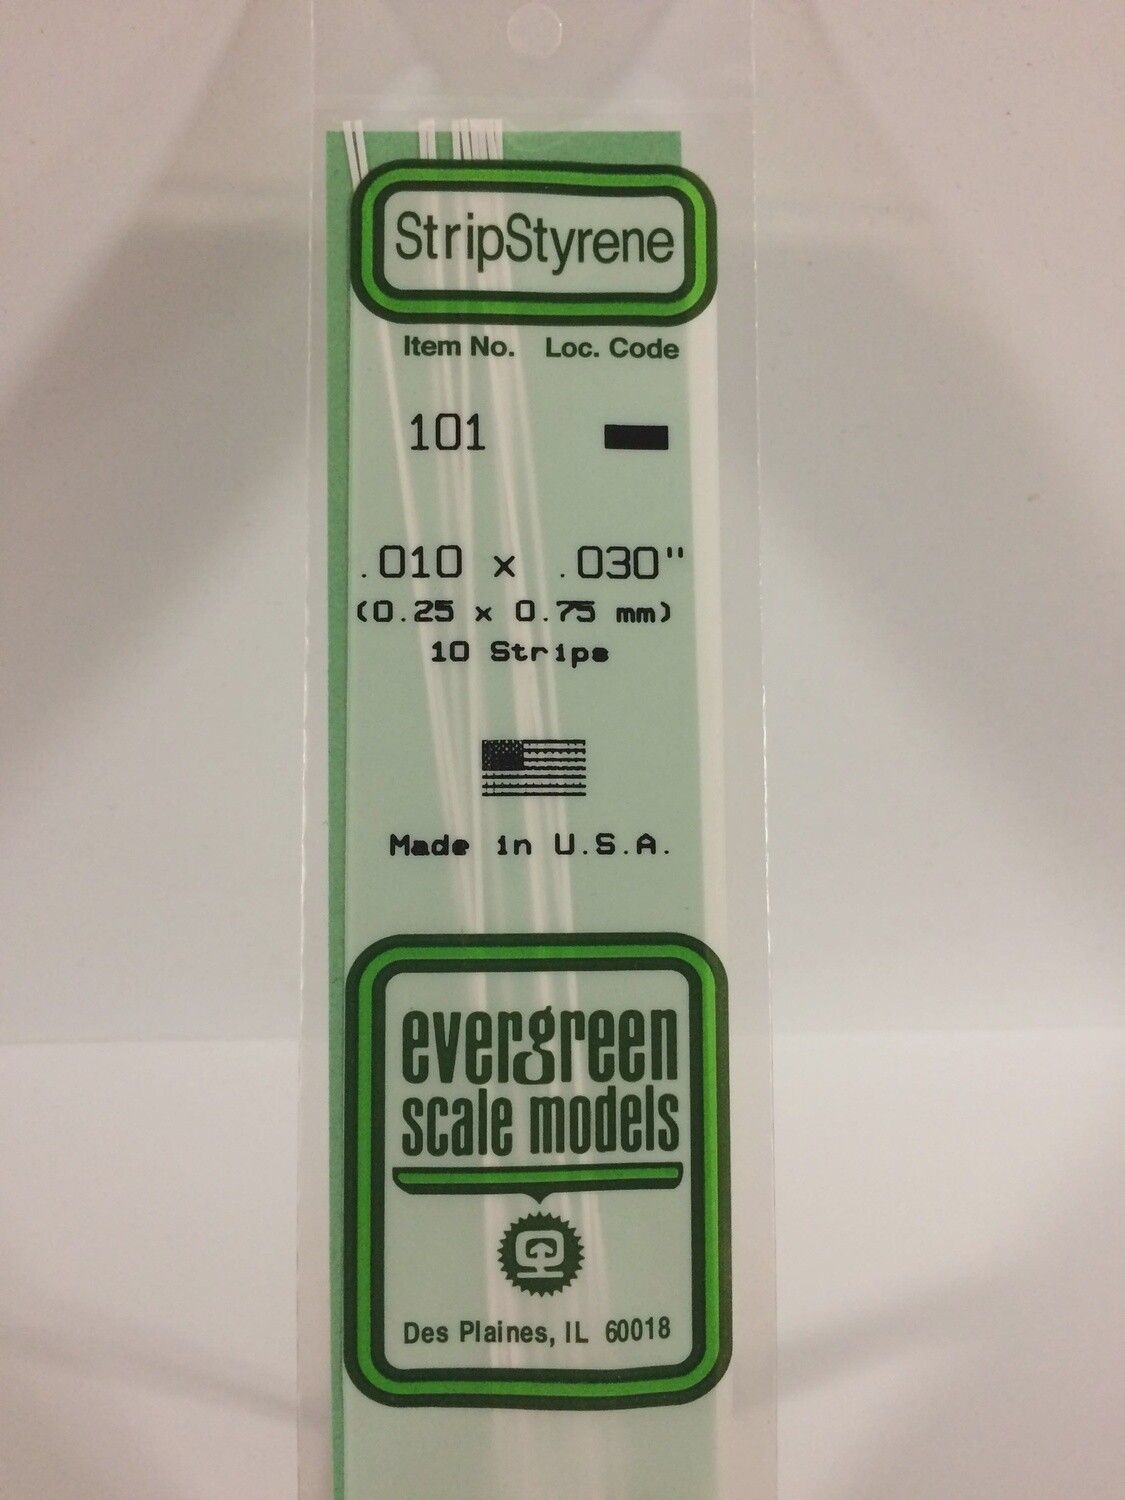 StripStyrene
Item No. Loc. Code
101
.010 x .030"
(0.25 x 0.75 mm)
10 Strips
Made in U.S.A.
evergreen
scale models
Des Plaines, IL 60018